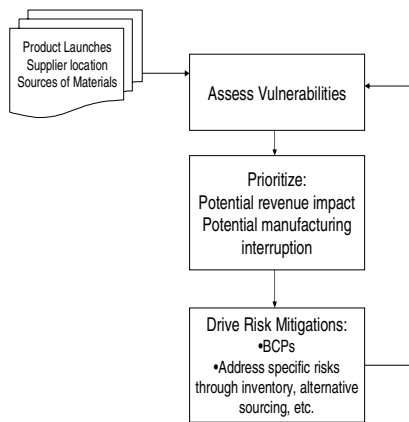 Product Launches
Supplier location
Sources of Materials
Assess Vulnerabilities
Prioritize:
Potential revenue impact
Potential manufacturing
interruption
Drive Risk Mitigations:
•BCPs
•Address specific risks
through inventory, alternative
sourcing, etc.